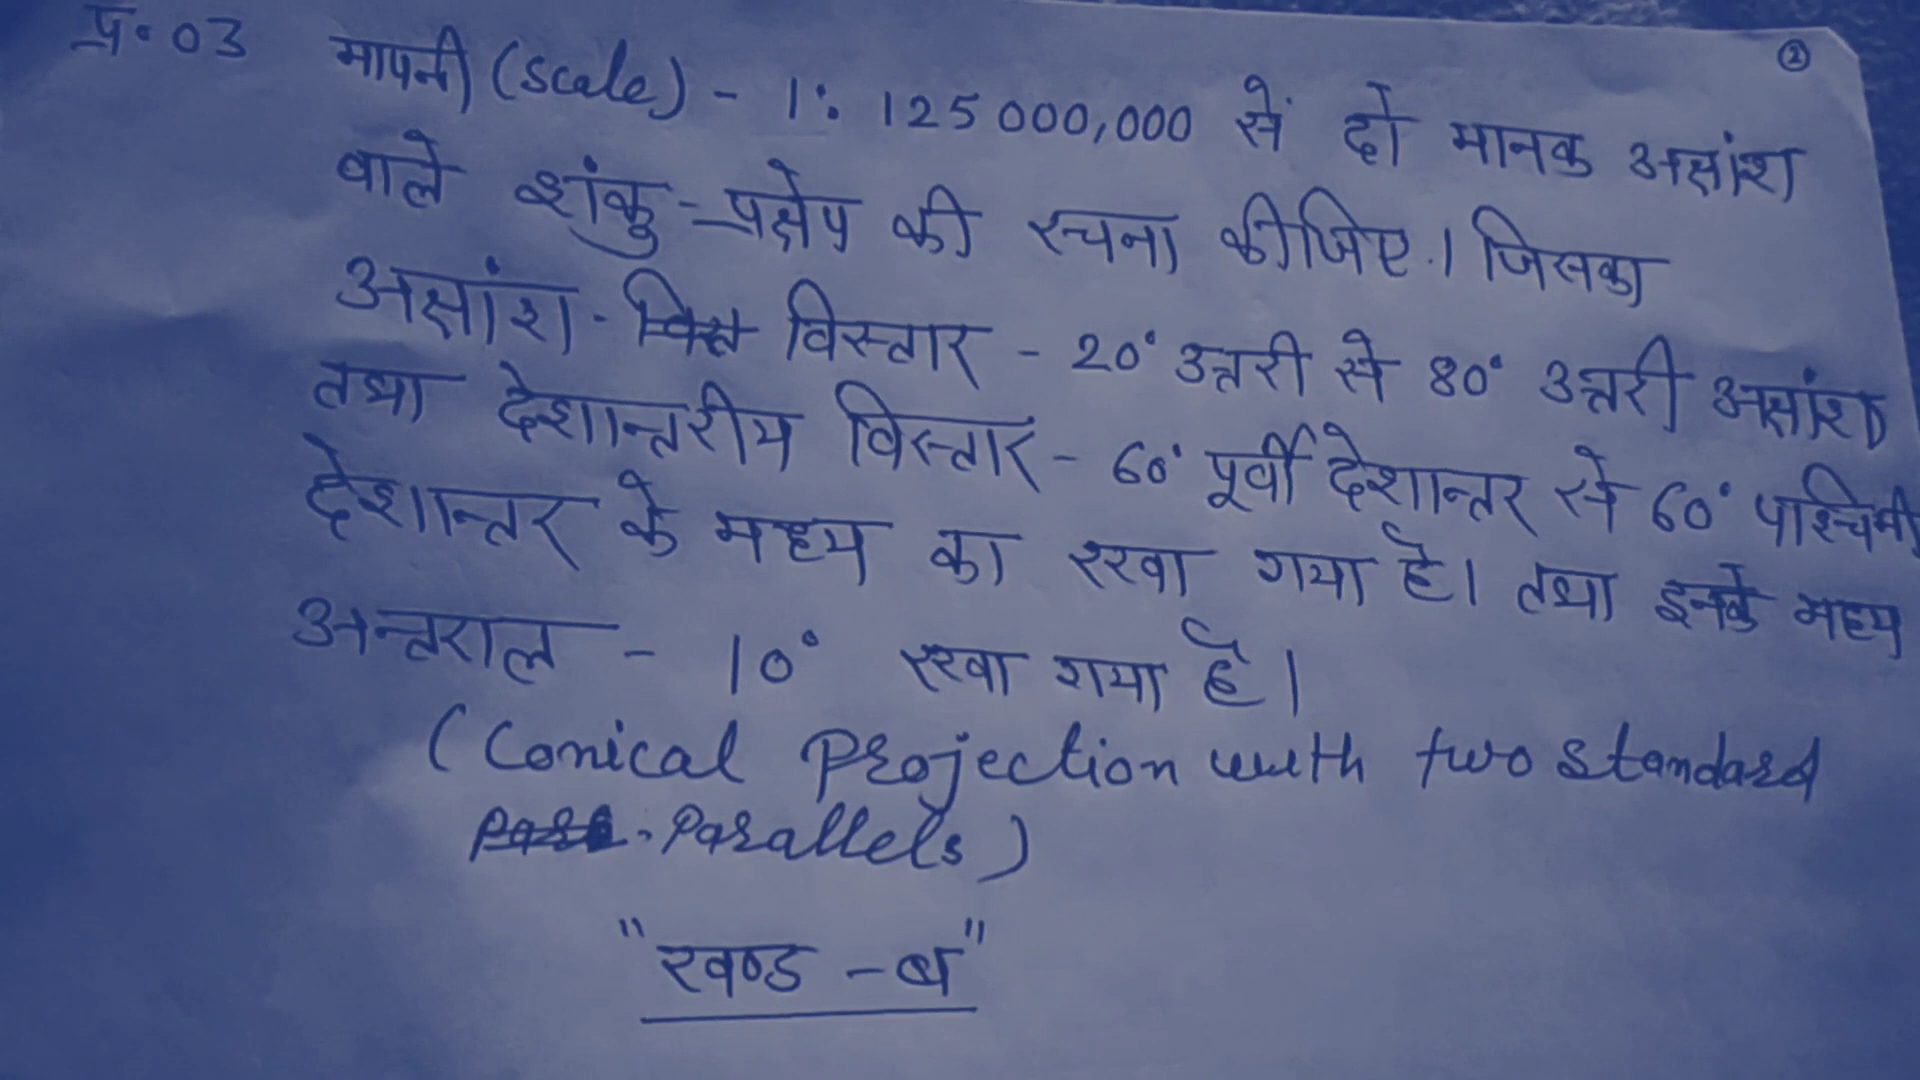 ②
प्र॰ 03 मापनी (Scale) - 1: 125000,000 से दो मानक अक्षांश
वाले शंकु-प्रक्षेप की रचना कीजिए। जिसका
अक्षांश- विस्तार - 20° उत्तरी से 80° उत्तरी अक्षांश
तथा देशान्तरीय विस्तार - 60° पूर्वी देशान्तर से 60° पश्चिमी
देशान्तर के मध्य का रखा गया है। तथा इनके मध्य
अन्तराल - 10° रखा गया है।
(Conical Projection with two standard
Parallels)
"खण्ड -ब"